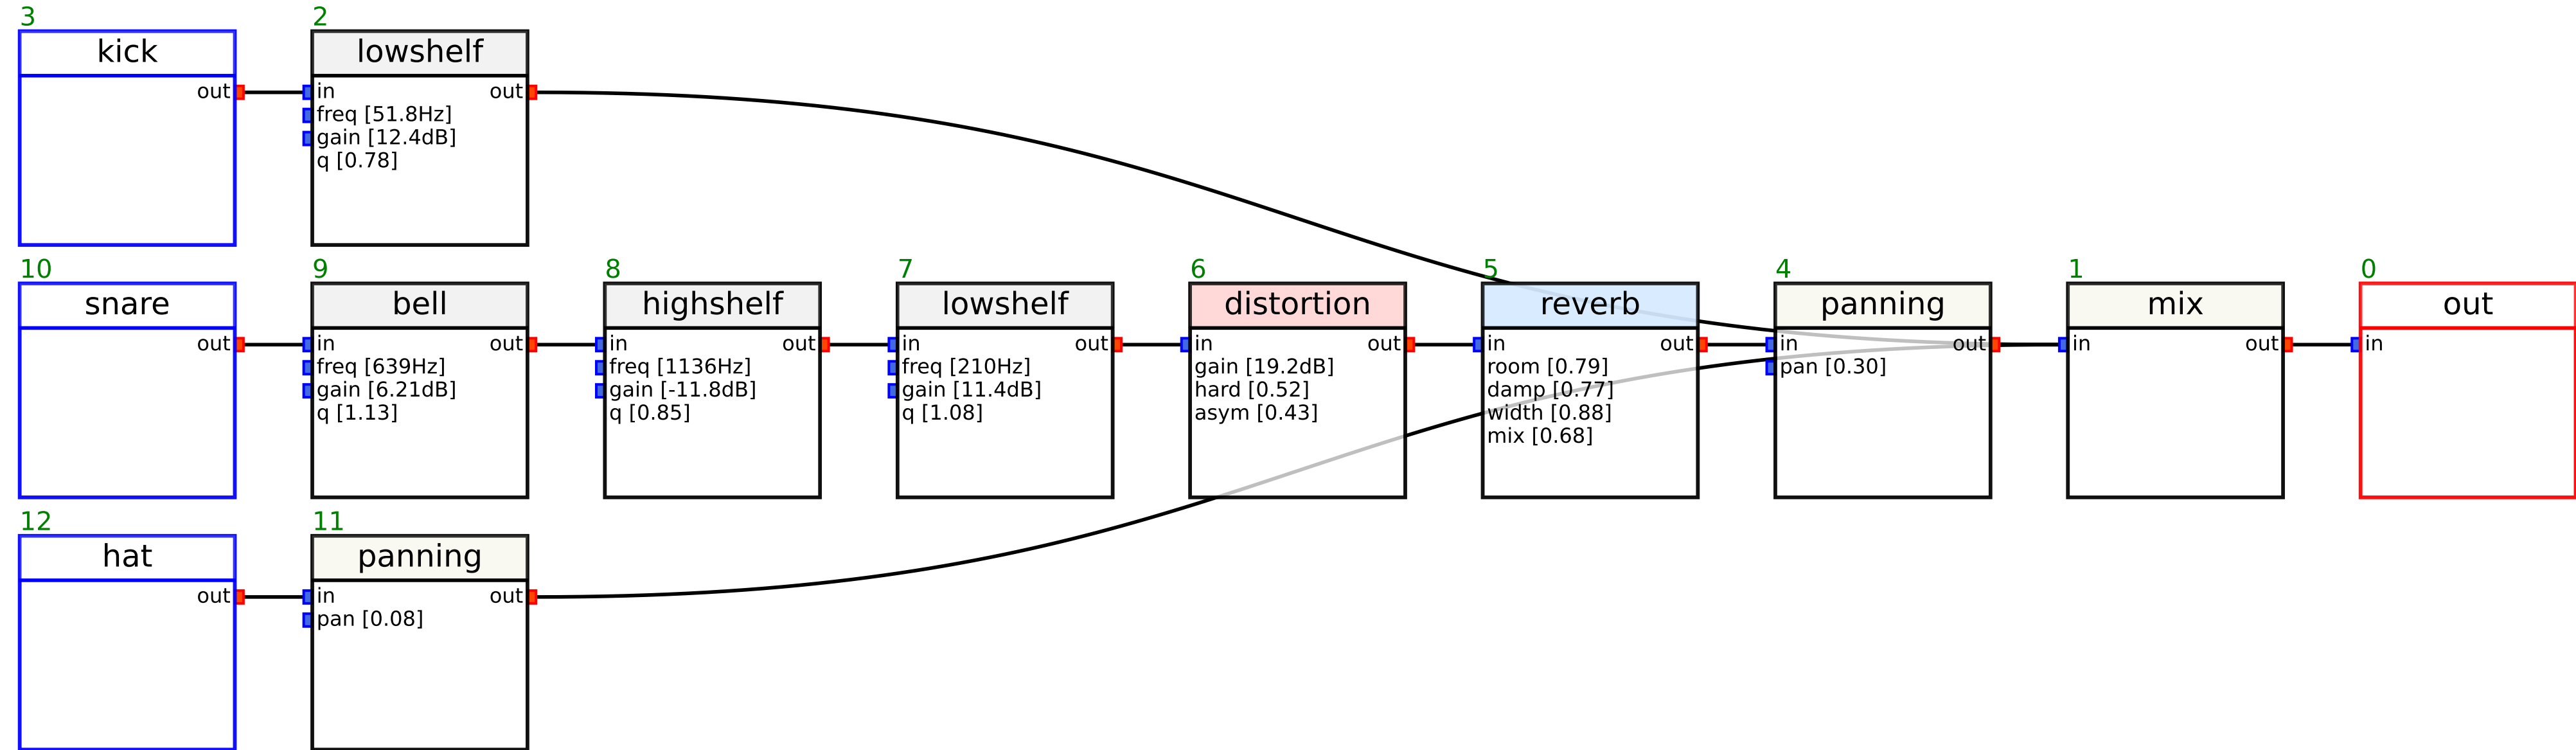 3
kick
out
2
lowshelf
in out
freq [51.8Hz]
gain [12.4dB]
q [0.78]
10
snare
out
9
bell
in out
freq [639Hz]
gain [6.21dB]
q [1.13]
8
highshelf
in out
freq [1136Hz]
gain [-11.8dB]
q [0.85]
7
lowshelf
in out
freq [210Hz]
gain [11.4dB]
q [1.08]
6
distortion
in out
gain [19.2dB]
hard [0.52]
asym [0.43]
5
reverb
in out
room [0.79]
damp [0.77]
width [0.88]
mix [0.68]
4
panning
in out
pan [0.30]
1
mix
in out
0
out
in
12
hat
out
11
panning
in out
pan [0.08]